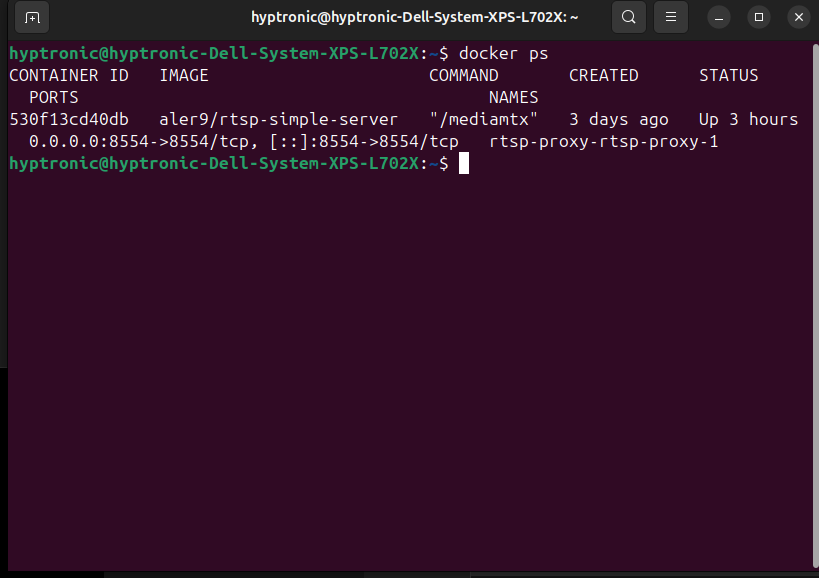 hyptronic@hyptronic-Dell-System-XPS-L702X: ~
hyptronic@hyptronic-Dell-System-XPS-L702X:~$ docker ps
CONTAINER ID   IMAGE                      COMMAND       CREATED      STATUS
  PORTS                                         NAMES
530f13cd40db   aler9/rtsp-simple-server   "/mediamtx"   3 days ago   Up 3 hours
  0.0.0.0:8554->8554/tcp, [::]:8554->8554/tcp   rtsp-proxy-rtsp-proxy-1
hyptronic@hyptronic-Dell-System-XPS-L702X:~$